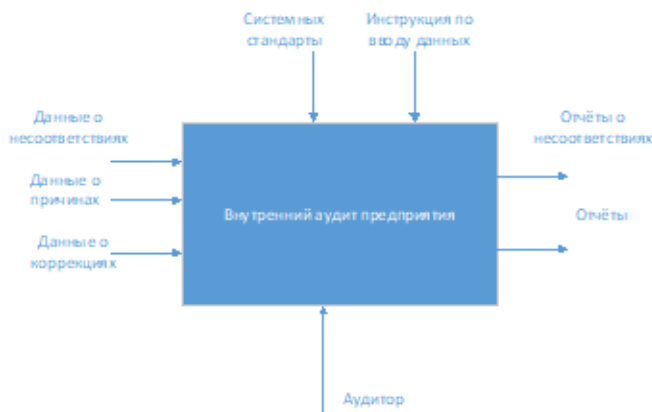 Системных
стандарты
Инструкция по
вводу данных
Данные о
несоответствиях
Данные о
причинах
Данные о
коррекциях
Внутренний аудит предприятия
Отчёты о
несоответствиях
Отчёты
Аудитор